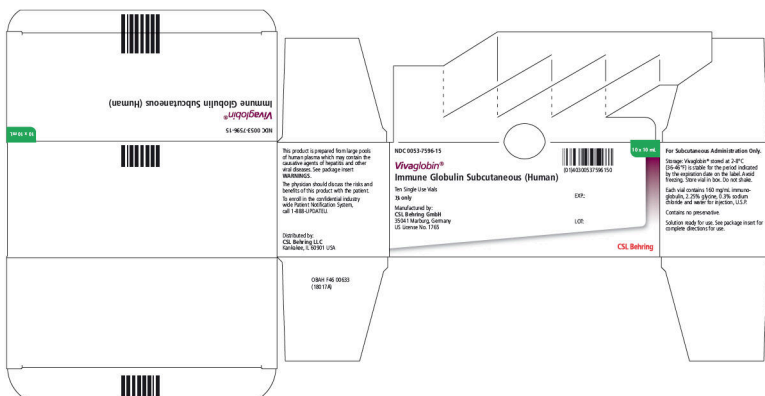 NDC 0053-7596-15
Vivaglobin®
Immune Globulin Subcutaneous (Human)
10 x 10 mL
This product is prepared from large pools
of human plasma which may contain the
causative agents of hepatitis and other
viral diseases. See package insert
WARNINGS.
The physician should discuss the risks and
benefits of this product with the patient.
To enroll in the confidential industry
wide Patient Notification System,
call 1-888-UPDATEU.
Distributed by:
CSL Behring LLC
Kankakee, IL 60901 USA
OBAH F46 00633
(18017A)
NDC 0053-7596-15
Vivaglobin®
Immune Globulin Subcutaneous (Human)
Ten Single Use Vials
℞ only
Manufactured by:
CSL Behring GmbH
35041 Marburg, Germany
US License No. 1765
(01)40300537596150
10 x 10 mL
EXP.:
LOT:
CSL Behring
For Subcutaneous Administration Only.
Storage: Vivaglobin® stored at 2-8°C
(36-46°F) is stable for the period indicated
by the expiration date on the label. Avoid
freezing. Store vial in box. Do not shake.
Each vial contains 160 mg/mL immuno-
globulin, 2.25% glycine, 0.3% sodium
chloride and water for injection, U.S.P.
Contains no preservative.
Solution ready for use. See package insert for
complete directions for use.